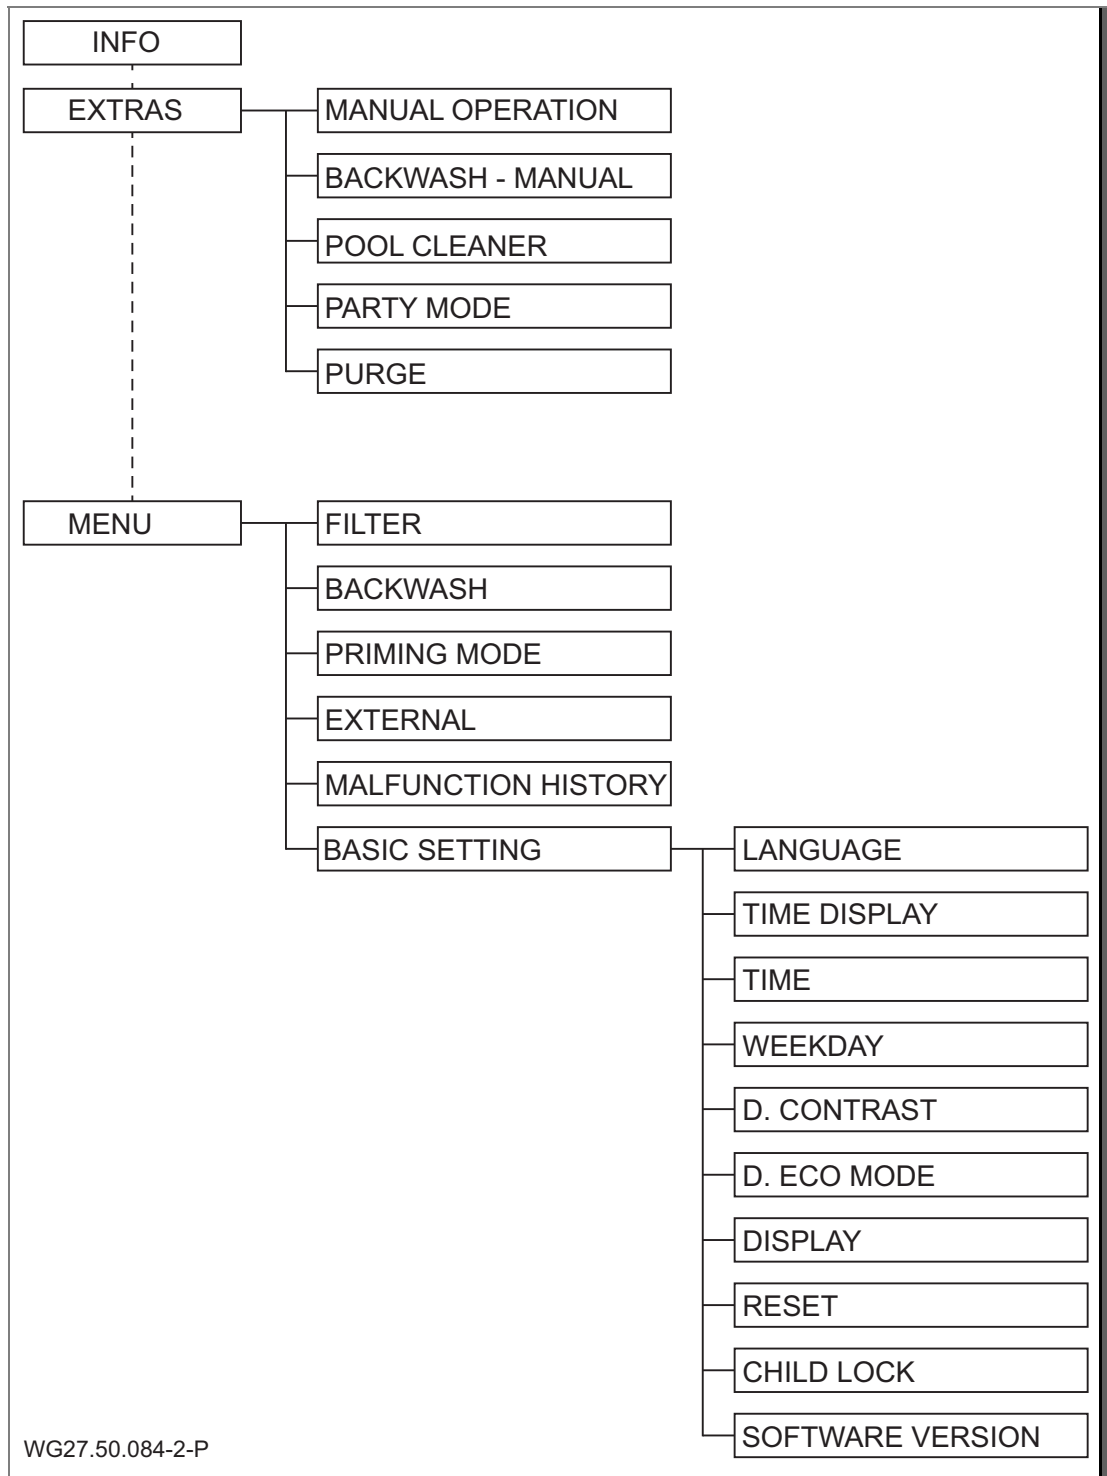 INFO
EXTRAS
MANUAL OPERATION
BACKWASH - MANUAL
POOL CLEANER
PARTY MODE
PURGE
MENU
FILTER
BACKWASH
PRIMING MODE
EXTERNAL
MALFUNCTION HISTORY
BASIC SETTING
LANGUAGE
TIME DISPLAY
TIME
WEEKDAY
D. CONTRAST
D. ECO MODE
DISPLAY
RESET
CHILD LOCK
SOFTWARE VERSION
WG27.50.084-2-P